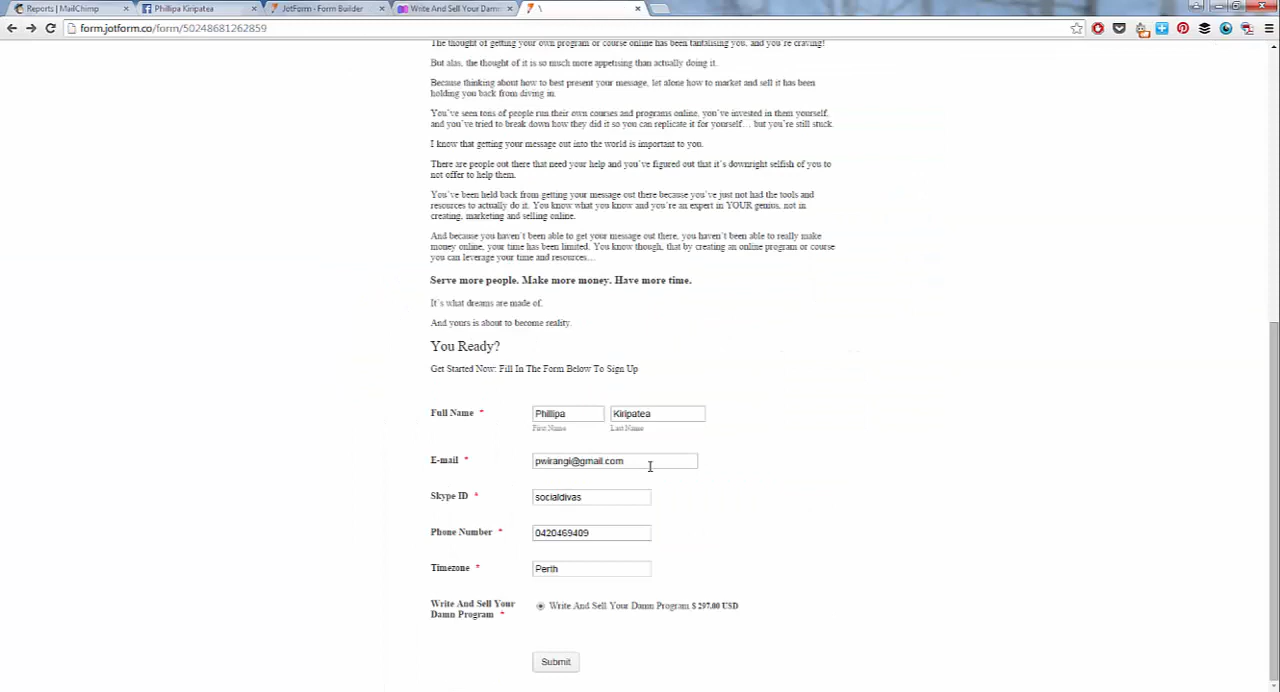 Reports | MailChimp
Phillipa Kiripatea
JotForm · Form Builder
Write And Sell Your Damn
\
form.jotform.co/form/50248681262859
The thought of getting your own program or course online has been tantalising you, and you're craving!
But alas, the thought of it is so much more appetising than actually doing it.
Because thinking about how to best present your message, let alone how to market and sell it has been
holding you back from diving in.
You've seen tons of people run their own courses and programs online, you've invested in them yourself,
and you've tried to break down how they did it so you can replicate it for yourself… but you're still stuck.
I know that getting your message out into the world is important to you.
There are people out there that need your help and you've figured out that it's downright selfish of you to
not offer to help them.
You've been held back from getting your message out there because you've just not had the tools and
resources to actually do it. You know what you know and you're an expert in YOUR genius, not in
creating, marketing and selling online.
And because you haven't been able to get your message out there, you haven't been able to really make
money online, your time has been limited. You know though, that by creating an online program or course
you can leverage your time and resources…
Serve more people. Make more money. Have more time.
It's what dreams are made of.
And yours is about to become reality.
You Ready?
Get Started Now: Fill In The Form Below To Sign Up
Full Name * Phillipa Kiripatea
First Name Last Name
E-mail * pwirangi@gmail.com
Skype ID * socialdivas
Phone Number * 0420469409
Timezone * Perth
Write And Sell Your Write And Sell Your Damn Program $ 297.00 USD
Damn Program *
Submit